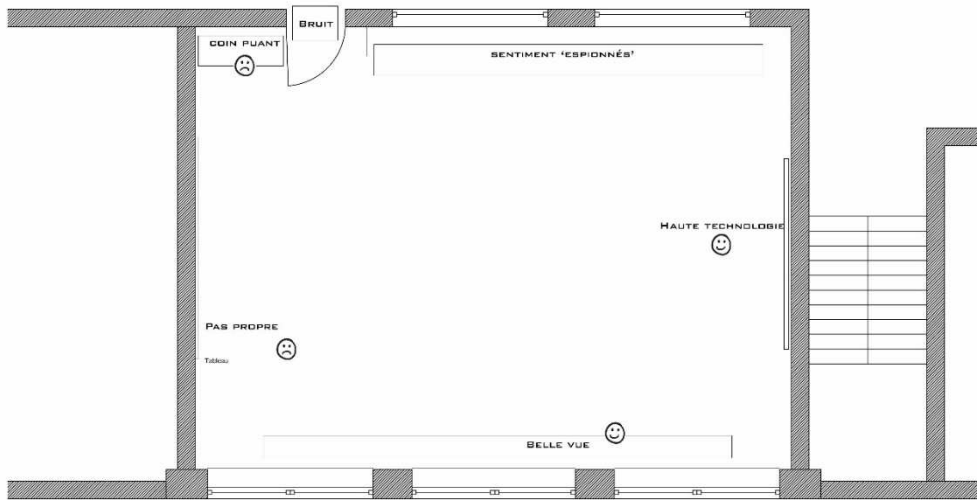 BRUIT
COIN PUANT
SENTIMENT 'ESPIONNÉS'
HAUTE TECHNOLOGIE
PAS PROPRE
Tableau
BELLE VUE